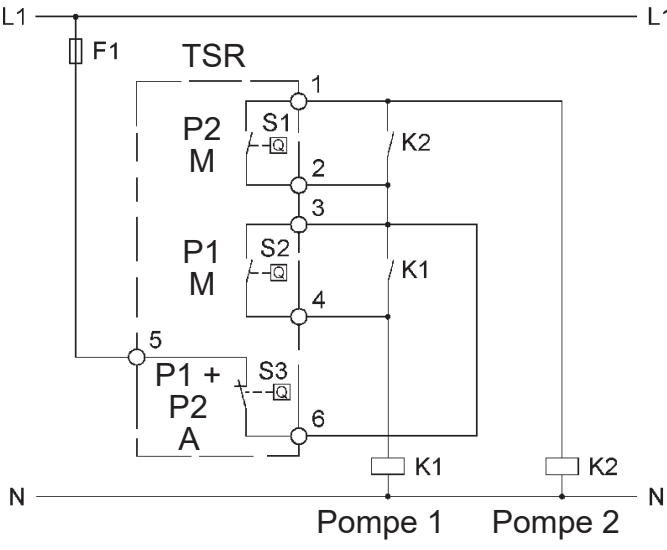 L1
L1
F1
TSR
1
P2
M
S1
Q
K2
2
3
P1
M
S2
Q
K1
4
5
P1 +
P2
A
S3
Q
6
K1
K2
N
N
Pompe 1
Pompe 2